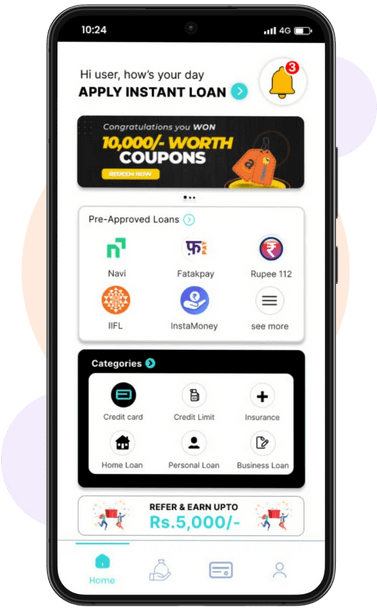 10:24
4G
Hi user, how's your day
3
APPLY INSTANT LOAN
Congratulations you WON
10,000/- WORTH
COUPONS
REDEEM NOW
Pre-Approved Loans
Navi
Fatakpay
Rupee 112
IIFL
InstaMoney
see more
Categories
Credit card
Credit Limit
Insurance
Home Loan
Personal Loan
Business Loan
REFER & EARN UPTO
Rs.5,000/-
Home